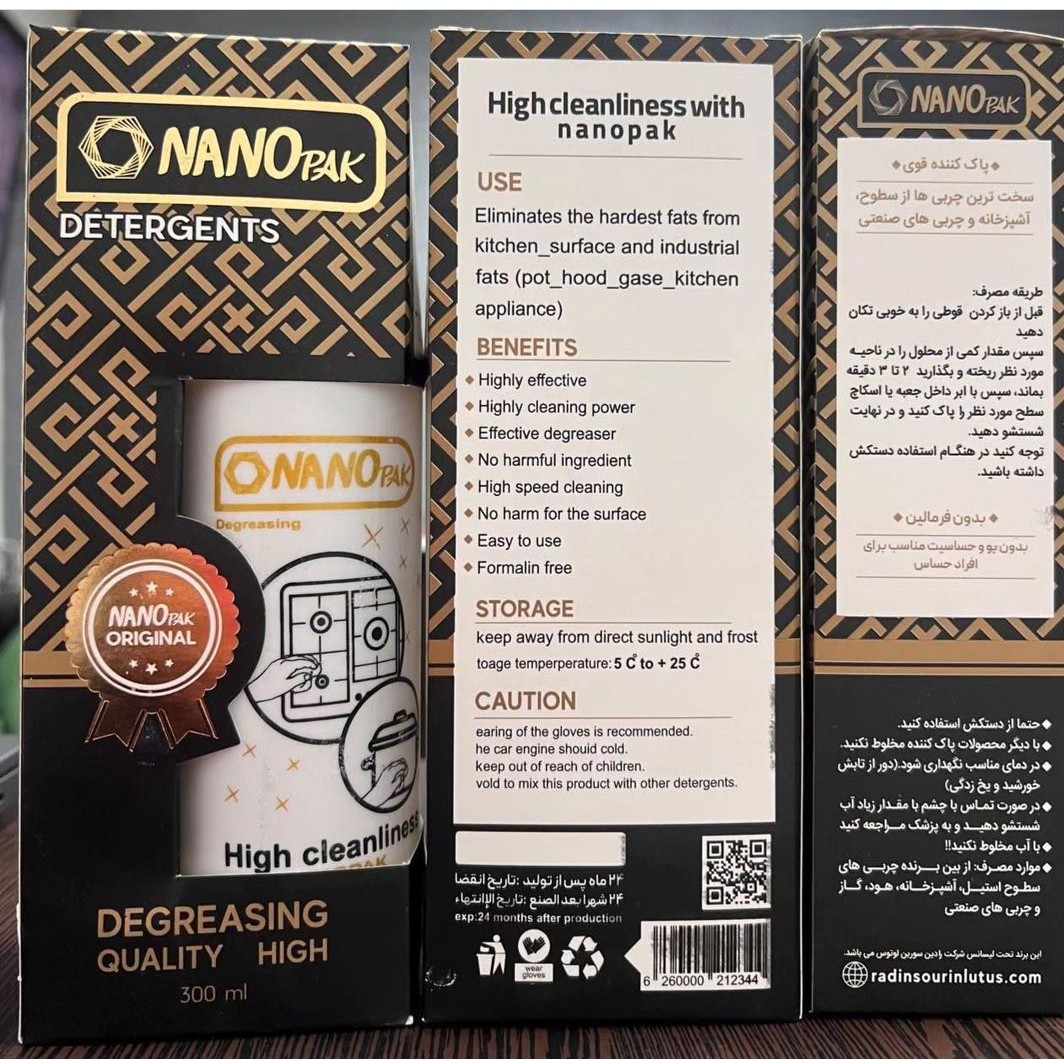 NANOPAK
DETERGENTS
NANOPAK
Degreasing
NANOPAK
ORIGINAL
High cleanliness
DEGREASING
QUALITY HIGH
300 ml
High cleanliness with
nanopak
USE
Eliminates the hardest fats from
kitchen_surface and industrial
fats (pot_hood_gase_kitchen
appliance)
BENEFITS
Highly effective
Highly cleaning power
Effective degreaser
No harmful ingredient
High speed cleaning
No harm for the surface
Easy to use
Formalin free
STORAGE
keep away from direct sunlight and frost
toage temperperature: 5 C̊ to + 25 C̊
CAUTION
earing of the gloves is recommended.
he car engine shouid cold.
keep out of reach of children.
vold to mix this product with other detergents.
۲۴ ماه پس از تولید :تاریخ انقضا
۲۴ شهرا بعد الصنع :تاریخ الإانتهاء
exp:24 months after production
wear
gloves
6 260000 212344
NANOPAK
پاک کننده قوی
سخت ترین چربی ها از سطوح،
آشپزخانه و چربی های صنعتی
طریقه مصرف:
قبل از باز کردن قوطی را به خوبی تکان
دهید
سپس مقدار کمی از محلول را در ناحیه
مورد نظر ریخته و بگذارید ۲ تا ۳ دقیقه
بماند، سپس با ابر داخل جعبه یا اسکاچ
سطح مورد نظر را پاک کنید و در نهایت
شستشو دهید.
توجه کنید در هنگام استفاده دستکش
داشته باشید.
بدون فرمالین
بدون بو و حساسیت مناسب برای
افراد حساس
حتما از دستکش استفاده کنید.
با دیگر محصولات پاک کننده مخلوط نکنید.
در دمای مناسب نگهداری شود.(دور از تابش
خورشید و یخ زدگی)
در صورت تماس با چشم با مقدار زیاد آب
شستشو دهید و به پزشک مراجعه کنید
با آب مخلوط نکنید!!
موارد مصرف: از بین برنده چربی های
سطوح استیل، آشپزخانه، هود، گاز
و چربی های صنعتی
این برند تحت لیسانس شرکت رادین سورین لوتوس می باشد.
radinsourinlutus.com